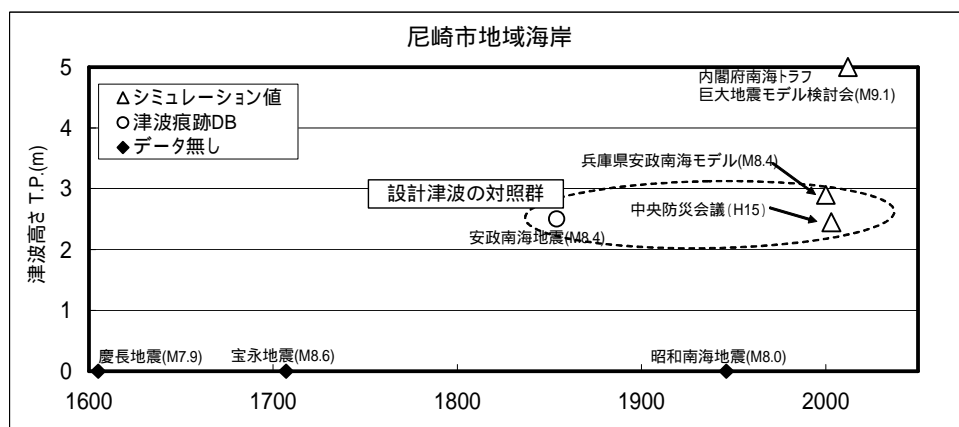 尼崎市地域海岸
津波高さ T.P.(m)
5
4
3
2
1
0
△シミュレーション値
○津波痕跡DB
◆データ無し
内閣府南海トラフ
巨大地震モデル検討会(M9.1)
兵庫県安政南海モデル(M8.4)
設計津波の対照群
中央防災会議(H15)
安政南海地震(M8.4)
慶長地震(M7.9)
宝永地震(M8.6)
昭和南海地震(M8.0)
1600
1700
1800
1900
2000